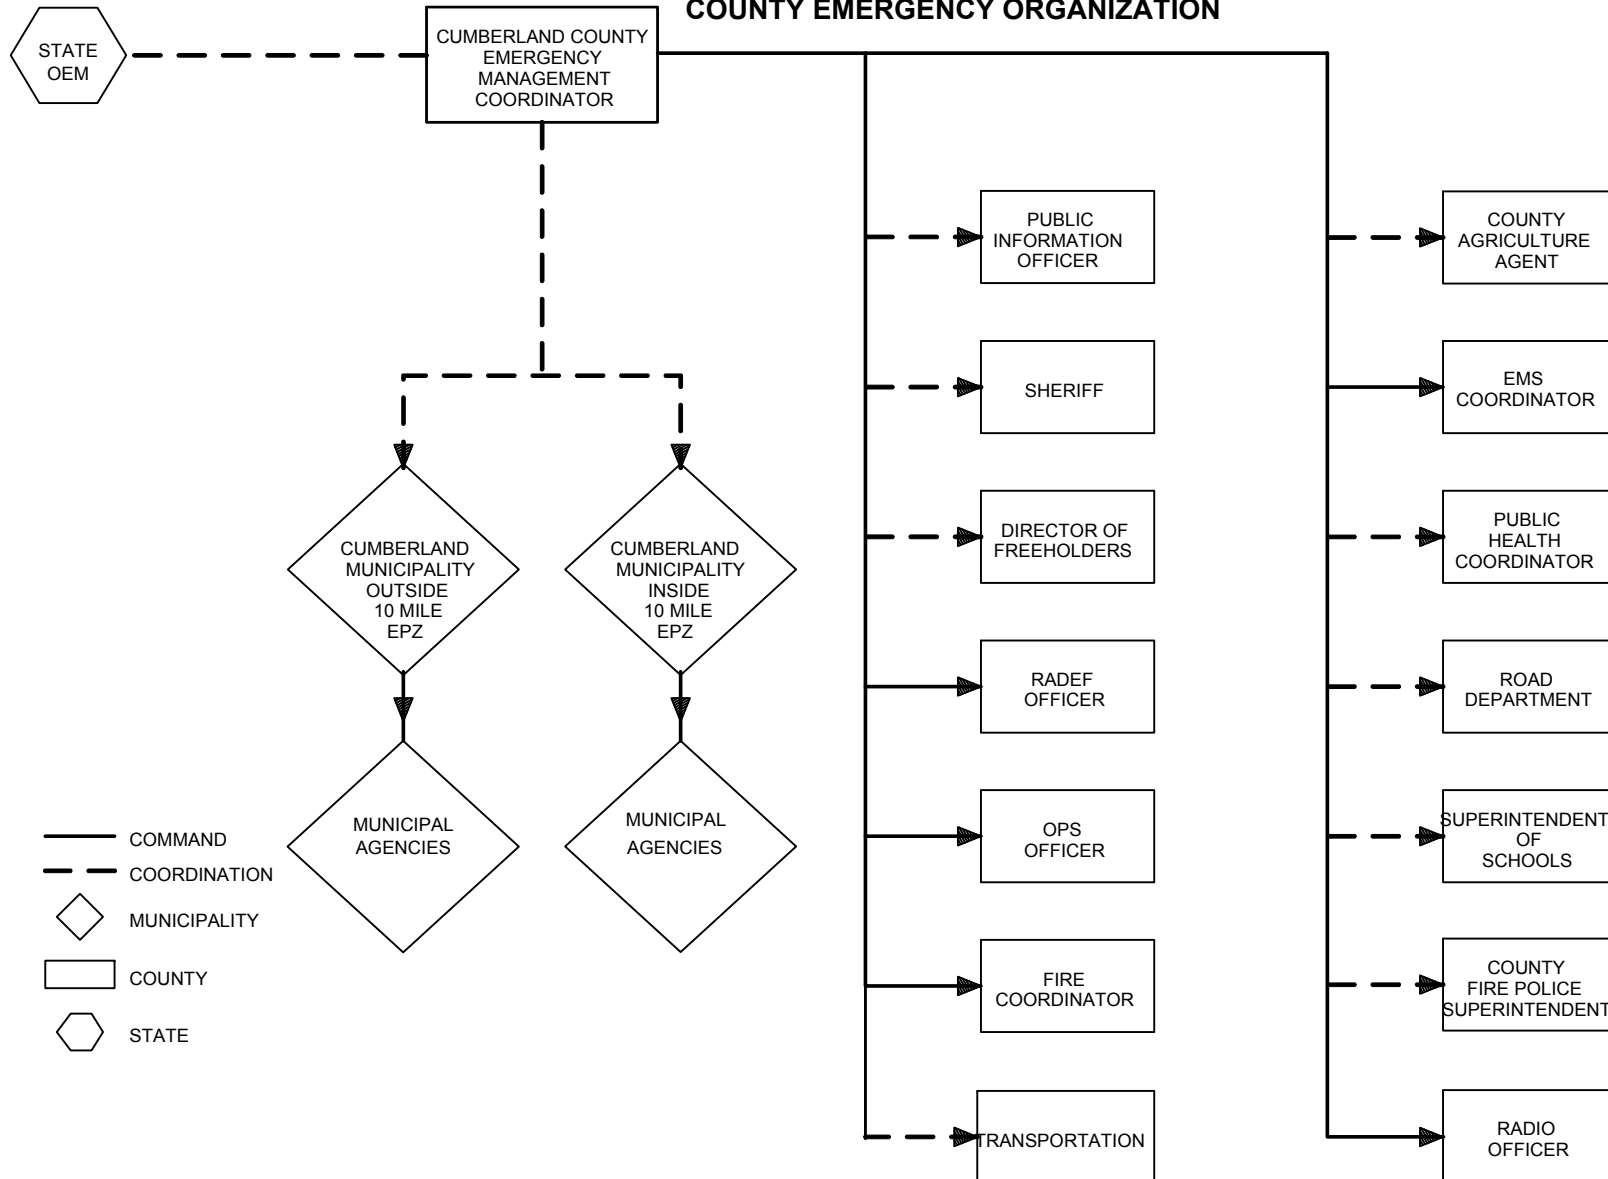 COUNTY EMERGENCY ORGANIZATION
STATE
OEM
CUMBERLAND COUNTY
EMERGENCY
MANAGEMENT
COORDINATOR
PUBLIC
INFORMATION
OFFICER
COUNTY
AGRICULTURE
AGENT
SHERIFF
EMS
COORDINATOR
CUMBERLAND
MUNICIPALITY
OUTSIDE
10 MILE
EPZ
CUMBERLAND
MUNICIPALITY
INSIDE
10 MILE
EPZ
DIRECTOR OF
FREEHOLDERS
PUBLIC
HEALTH
COORDINATOR
RADEF
OFFICER
ROAD
DEPARTMENT
MUNICIPAL
AGENCIES
MUNICIPAL
AGENCIES
OPS
OFFICER
SUPERINTENDENT
OF
SCHOOLS
COMMAND
COORDINATION
MUNICIPALITY
COUNTY
STATE
FIRE
COORDINATOR
COUNTY
FIRE POLICE
SUPERINTENDENT
TRANSPORTATION
RADIO
OFFICER